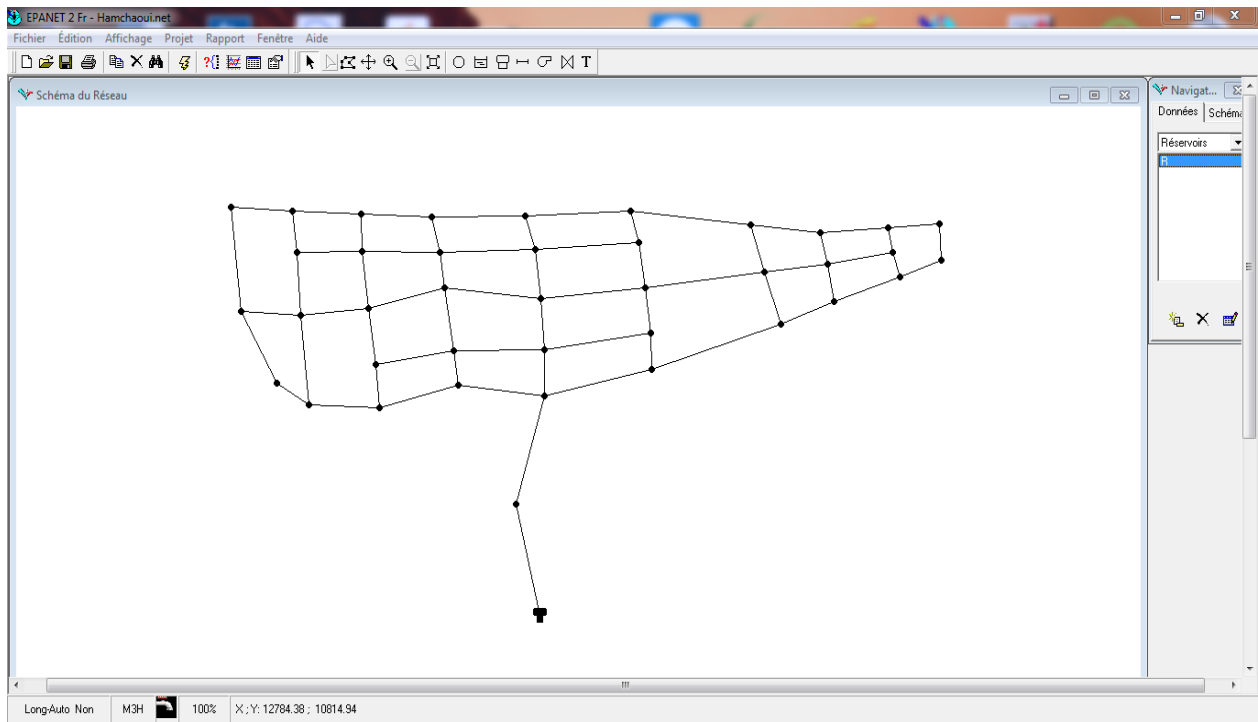 EPANET 2 Fr - Hamchaoui.net
Fichier Édition Affichage Projet Rapport Fenêtre Aide
T
Schéma du Réseau
Navigat...
Données Schéma
Réservoirs
R
Long-Auto Non M3H 100% X ; Y: 12784.38 ; 10814.94